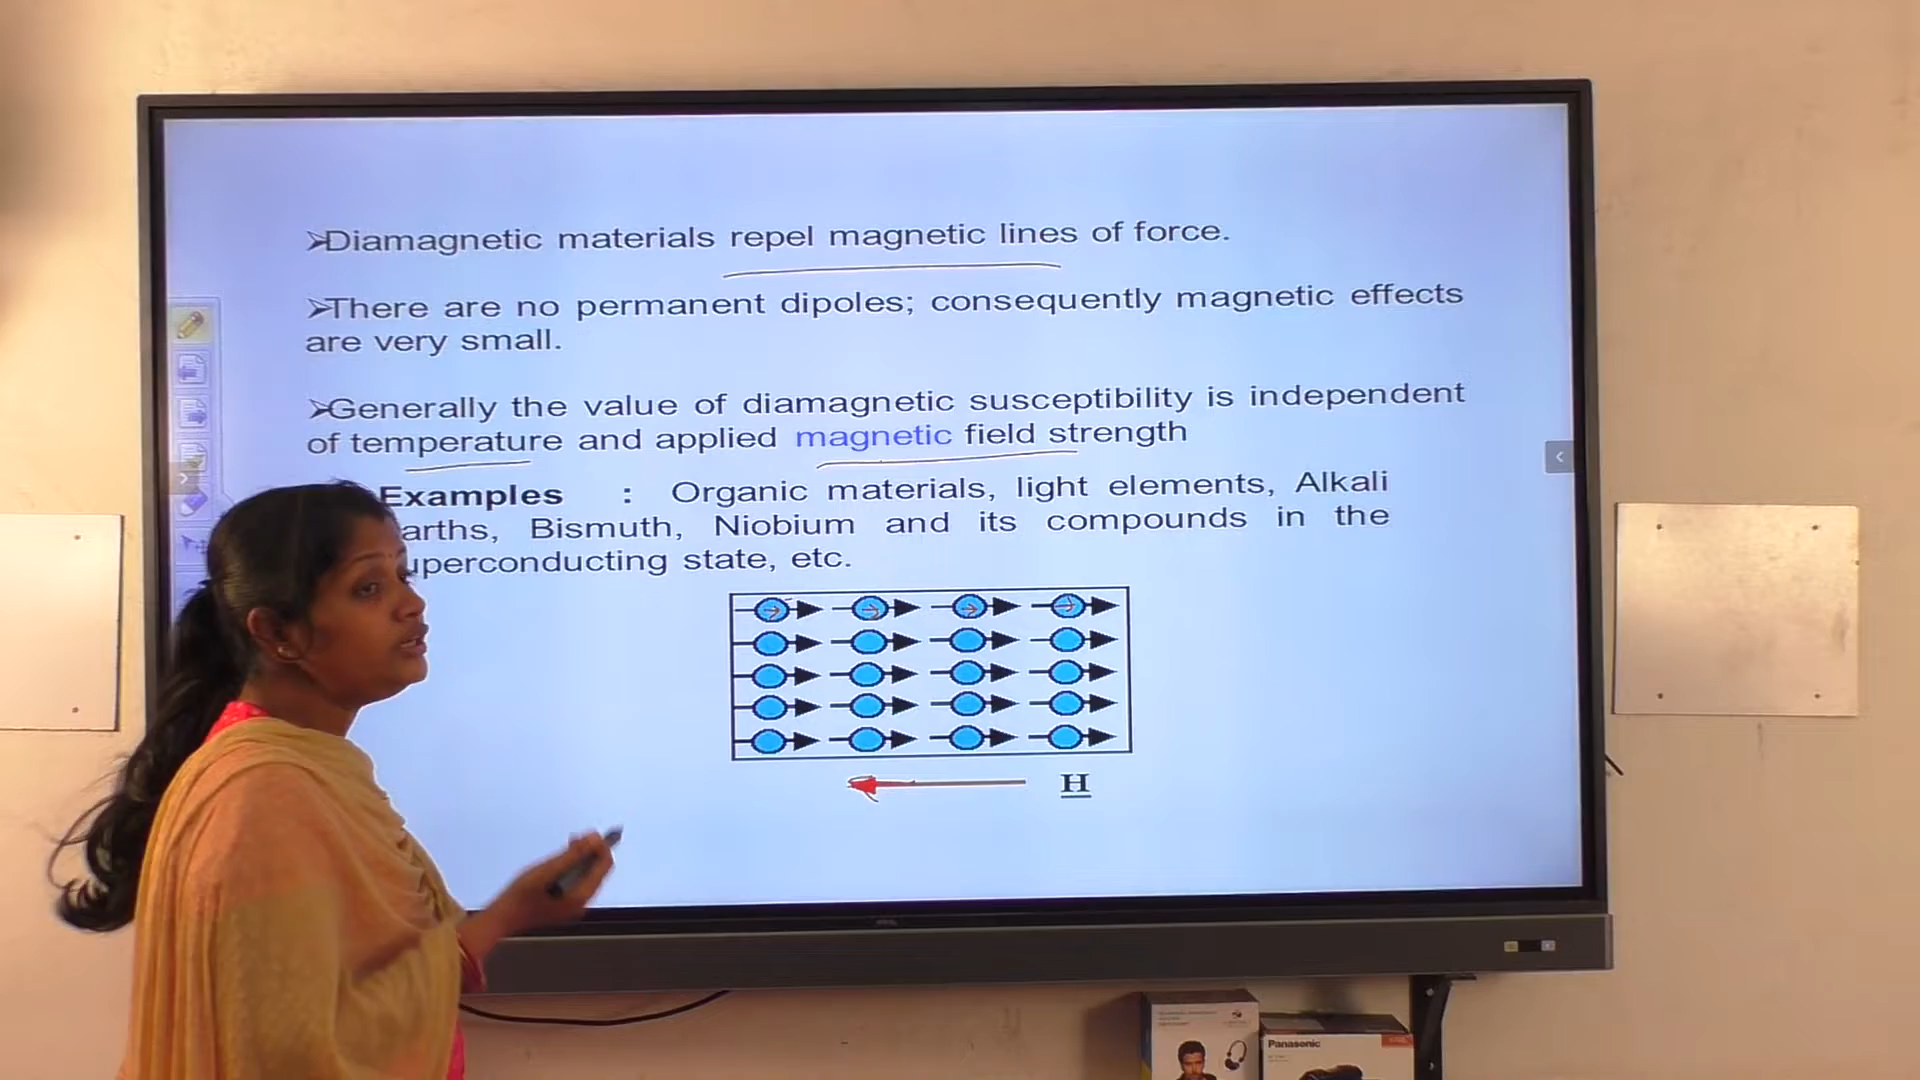 ➢Diamagnetic materials repel magnetic lines of force.
➢There are no permanent dipoles; consequently magnetic effects
are very small.
➢Generally the value of diamagnetic susceptibility is independent
of temperature and applied magnetic field strength
Examples : Organic materials, light elements, Alkali
arths, Bismuth, Niobium and its compounds in the
uperconducting state, etc.
H
Panasonic